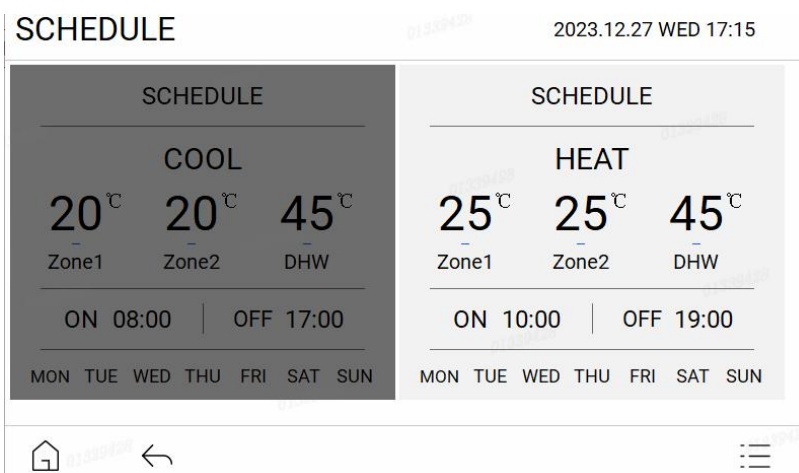 SCHEDULE 2023.12.27 WED 17:15
SCHEDULE
COOL
20℃ 20℃ 45℃
Zone1 Zone2 DHW
ON 08:00 OFF 17:00
MON TUE WED THU FRI SAT SUN
SCHEDULE
HEAT
25℃ 25℃ 45℃
Zone1 Zone2 DHW
ON 10:00 OFF 19:00
MON TUE WED THU FRI SAT SUN